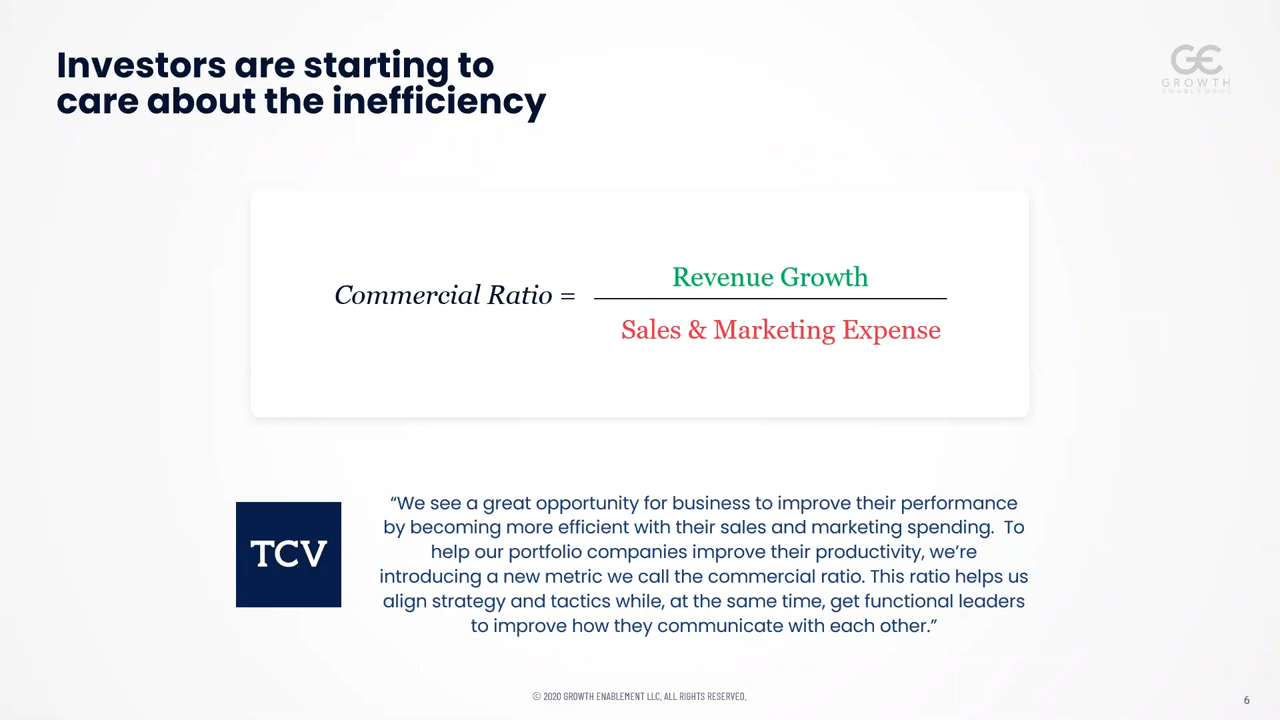 Investors are starting to
care about the inefficiency
GE
GROWTH
Commercial Ratio =
Revenue Growth
Sales & Marketing Expense
TCV
“We see a great opportunity for business to improve their performance
by becoming more efficient with their sales and marketing spending.  To
help our portfolio companies improve their productivity, we’re
introducing a new metric we call the commercial ratio. This ratio helps us
align strategy and tactics while, at the same time, get functional leaders
to improve how they communicate with each other.”
© 2020 GROWTH ENABLEMENT LLC, ALL RIGHTS RESERVED.
6